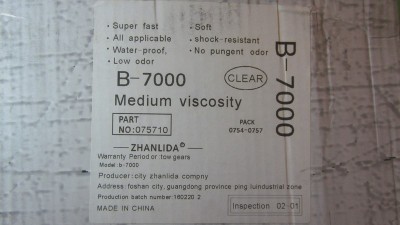 · Super fast
· All applicable
· Water-proof,
· Low odor
· Soft
· shock-resistant
· No pungent odor
B-7000
CLEAR
Medium viscosity
PART
NO:075710
PACK
0754-0757
B-7000
ZHANLIDA®
Warranty Period or :low gears
Model: b-7000
Producer:city zhanlida compny
Address: foshan city, guangdong province ping luindustrial zone
Production batch number:160220 2
MADE IN CHINA
Inspection 02-01